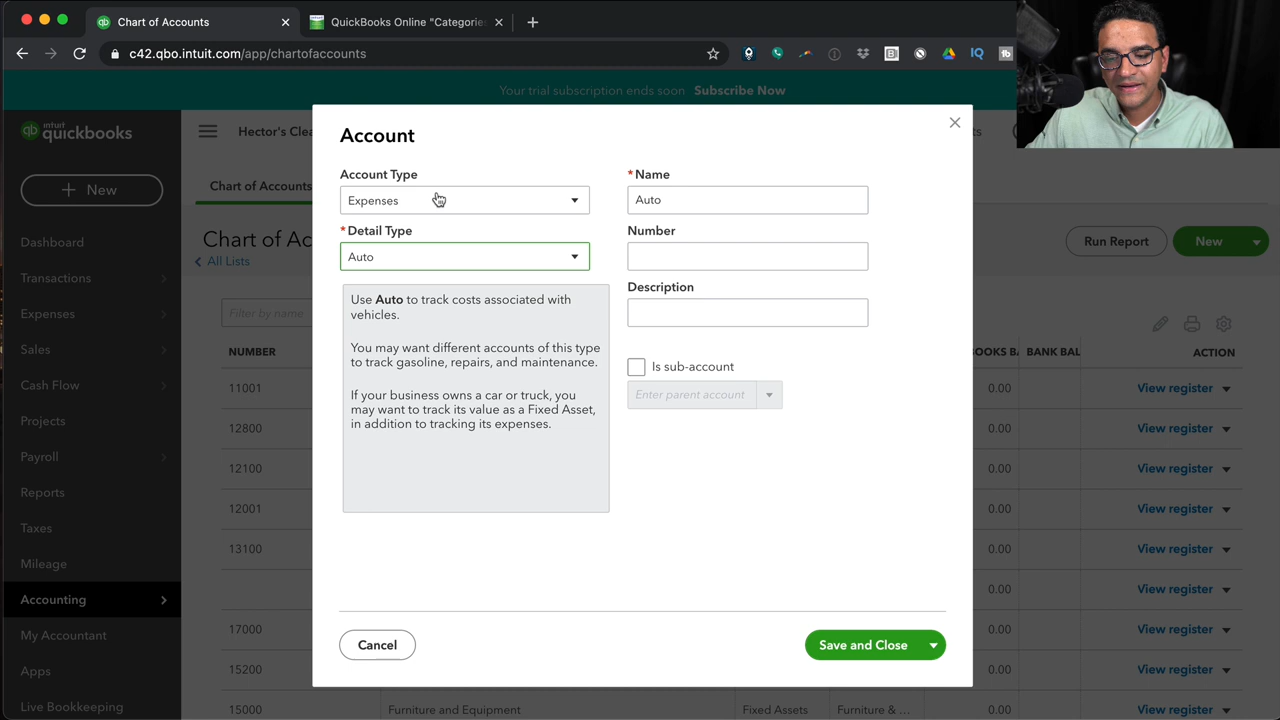 Chart of Accounts
QuickBooks Online "Categorie
c42.qbo.intuit.com/app/chartofaccounts
Your trial subscription ends soon Subscribe Now
intuit quickbooks
Hector's Clea
New
Chart of Accounts
Chart of Ac
All Lists
Run Report
New
Filter by name
NUMBER
BANK BAL
ACTION
Dashboard
Transactions
Expenses
Sales
Cash Flow
Projects
Payroll
Reports
Taxes
Mileage
Accounting
My Accountant
Apps
Live Bookkeeping
Account
Account Type
Expenses
*Detail Type
Auto
Use Auto to track costs associated with
vehicles.
You may want different accounts of this type
to track gasoline, repairs, and maintenance.
If your business owns a car or truck, you
may want to track its value as a Fixed Asset,
in addition to tracking its expenses.
*Name
Auto
Number
Description
Is sub-account
Enter parent account
Cancel
Save and Close
11001 0.00 View register
12800 0.00 View register
12100 0.00 View register
12001 0.00 View register
13100 0.00 View register
0.00 View register
17000 0.00 View register
15200 0.00 View register
15000 Furniture and Equipment Fixed Assets Furniture & ... 0.00 View register